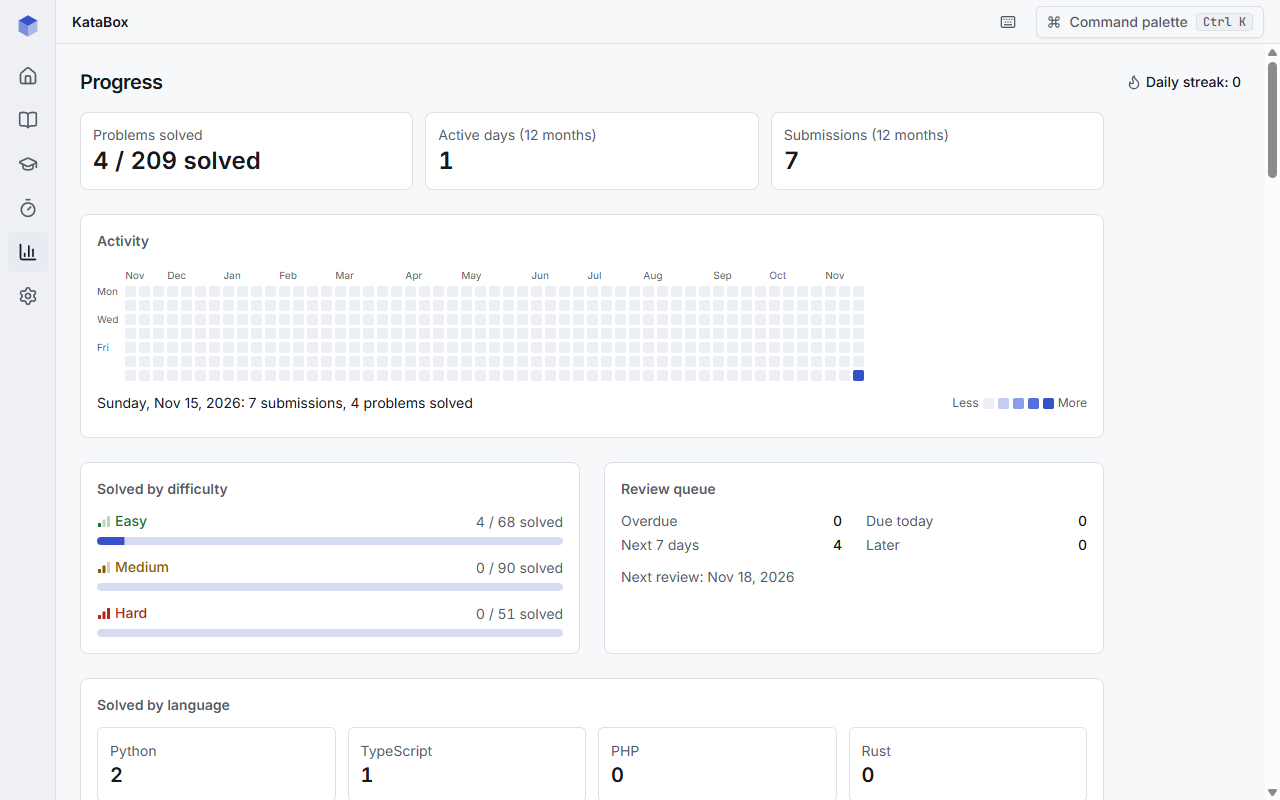 KataBox
Command palette Ctrl K
Progress
Daily streak: 0
Problems solved
4 / 209 solved
Active days (12 months)
1
Submissions (12 months)
7
Activity
Nov Dec Jan Feb Mar Apr May Jun Jul Aug Sep Oct Nov
Mon
Wed
Fri
Sunday, Nov 15, 2026: 7 submissions, 4 problems solved
Less More
Solved by difficulty
Easy 4 / 68 solved
Medium 0 / 90 solved
Hard 0 / 51 solved
Review queue
Overdue 0 Due today 0
Next 7 days 4 Later 0
Next review: Nov 18, 2026
Solved by language
Python
2
TypeScript
1
PHP
0
Rust
0